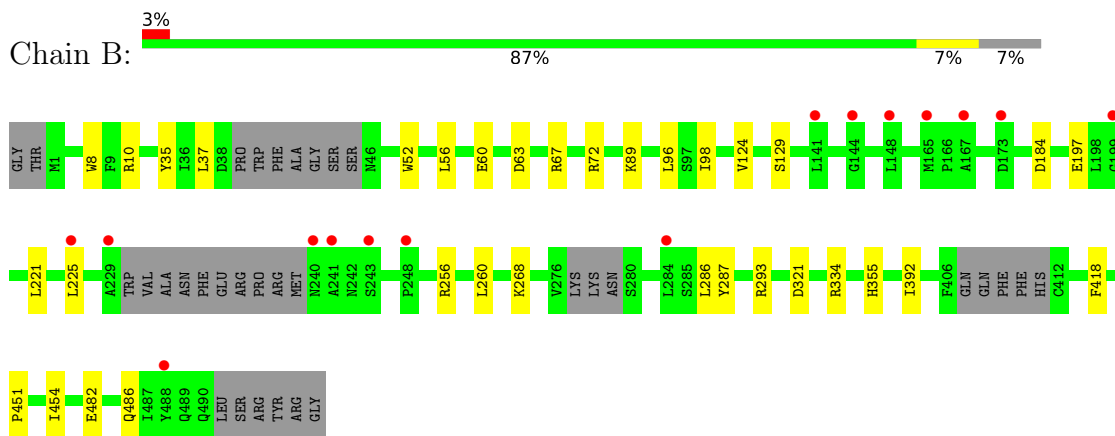 3%
Chain B:
87% 7% 7%
GLY THR M1 W8 F9 R10 Y35 I36 L37 D38 PRO TRP PHE ALA GLY SER SER N46 W52 L56 E60 D63 R67 R72 K89 L96 S97 I98 V124 S129 L141 G144 L148 M165 P166 A167 D173 D184 E197 L198 G199
L221 L225 A229 TRP VAL ALA ASN PHE GLU ARG PRO ARG MET N240 A241 N242 S243 P248 R256 L260 K268 V276 LYS LYS ASN S280 L284 S285 L286 Y287 R293 D321 R334 H355 I392 F406 GLN GLN PHE PHE HIS C412 F418
P451 I454 E482 Q486 I487 Y488 Q489 Q490 LEU SER ARG TYR ARG GLY